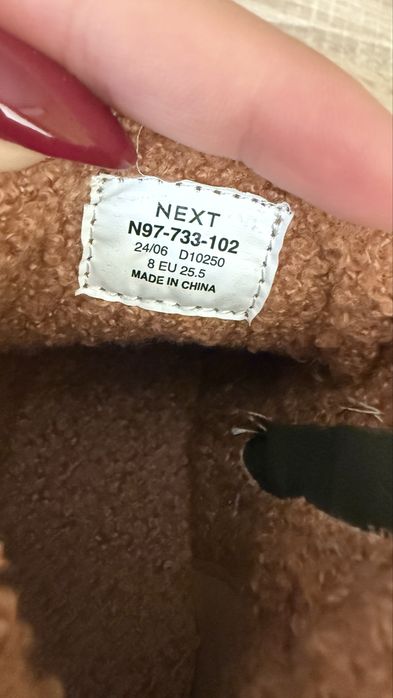 NEXT
N97-733-102
24/06 D10250
8 EU 25.5
MADE IN CHINA